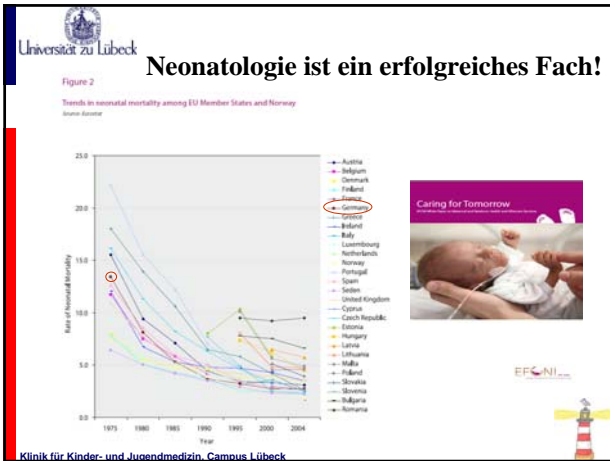 Universität zu Lübeck
Neonatologie ist ein erfolgreiches Fach!
Figure 2
Trends in neonatal mortality among EU Member States and Norway
Source: Eurostat
25.0
20.0
15.0
10.0
5.0
0.0
Rate of Neonatal Mortality
1975
1980
1985
1990
1995
2000
2004
Year
Austria
Belgium
Denmark
Finland
France
Germany
Greece
Ireland
Italy
Luxembourg
Netherlands
Norway
Portugal
Spain
Seden
United Kingdom
Cyprus
Czech Republic
Estonia
Hungary
Latvia
Lithuania
Malta
Poland
Slovakia
Slovenia
Bulgaria
Romania
Caring for Tomorrow
EFCNI
Klinik für Kinder- und Jugendmedizin, Campus Lübeck